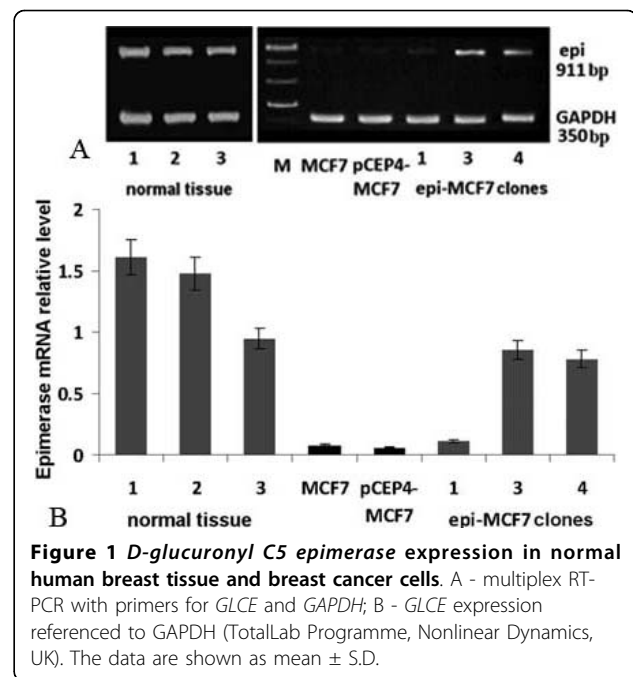 epi
911bp
GAPDH
350bp
A
1 2 3 M MCF7 pCEP4-MCF7 1 3 4
normal tissue epi-MCF7 clones
Epimerase mRNA relative level
2
1.5
1
0.5
0
1 2 3 MCF7 pCEP4-MCF7 1 3 4
B normal tissue epi-MCF7 clones
Figure 1 D-glucuronyl C5 epimerase expression in normal
human breast tissue and breast cancer cells. A - multiplex RT-
PCR with primers for GLCE and GAPDH; B - GLCE expression
referenced to GAPDH (TotalLab Programme, Nonlinear Dynamics,
UK). The data are shown as mean ± S.D.